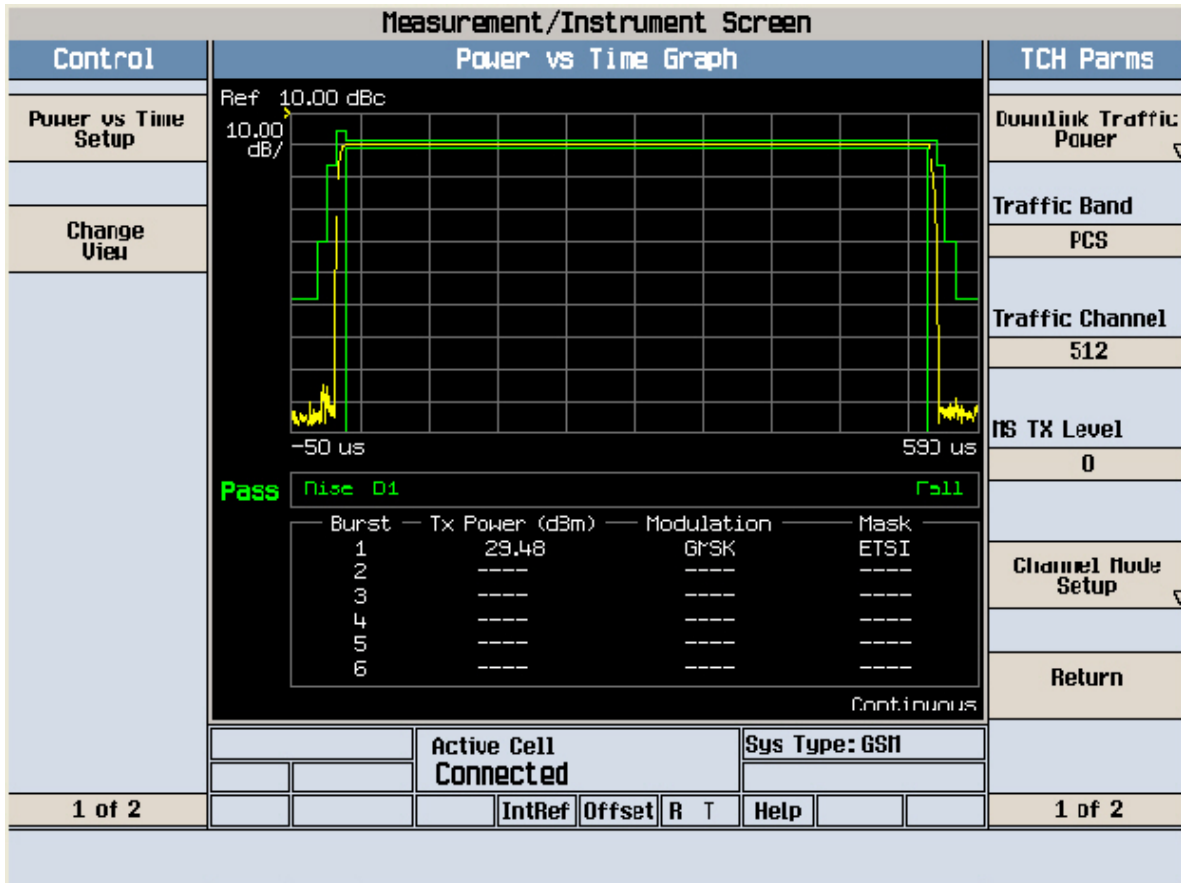 Measurement/Instrument Screen
Control
Power vs Time Graph
TCH Parms
Power vs Time
Setup
Change
View
1 of 2
Ref 10.00 dBc
10.00
dB/
-50 us
590 us
Pass
Rise 01
Fall
Burst Tx Power (dBm) Modulation Mask
1 29.48 GMSK ETSI
2 ---- ---- ----
3 ---- ---- ----
4 ---- ---- ----
5 ---- ---- ----
6 ---- ---- ----
Continuous
Active Cell
Connected
Sys Type: GSM
IntRef Offset R T Help
Downlink Traffic
Power
Traffic Band
PCS
Traffic Channel
512
MS TX Level
0
Channel Mode
Setup
Return
1 of 2